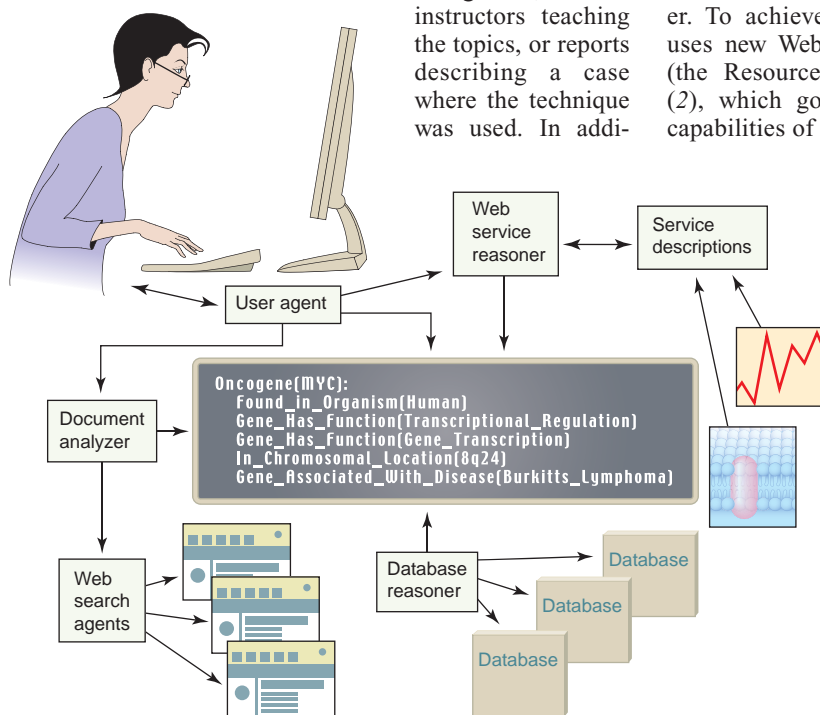 instructors teaching
the topics, or reports
describing a case
where the technique
was used. In addi-
er. To achieve
uses new Web
(the Resource
(2), which go
capabilities of
Web
service
reasoner
Service
descriptions
User agent
Document
analyzer
Oncogene(MYC):
Found_in_Organism(Human)
Gene_Has_Function(Transcriptional_Regulation)
Gene_Has_Function(Gene_Transcription)
In_Chromosomal_Location(8q24)
Gene_Associated_With_Disease(Burkitts_Lymphoma)
Web
search
agents
Database
reasoner
Database
Database
Database